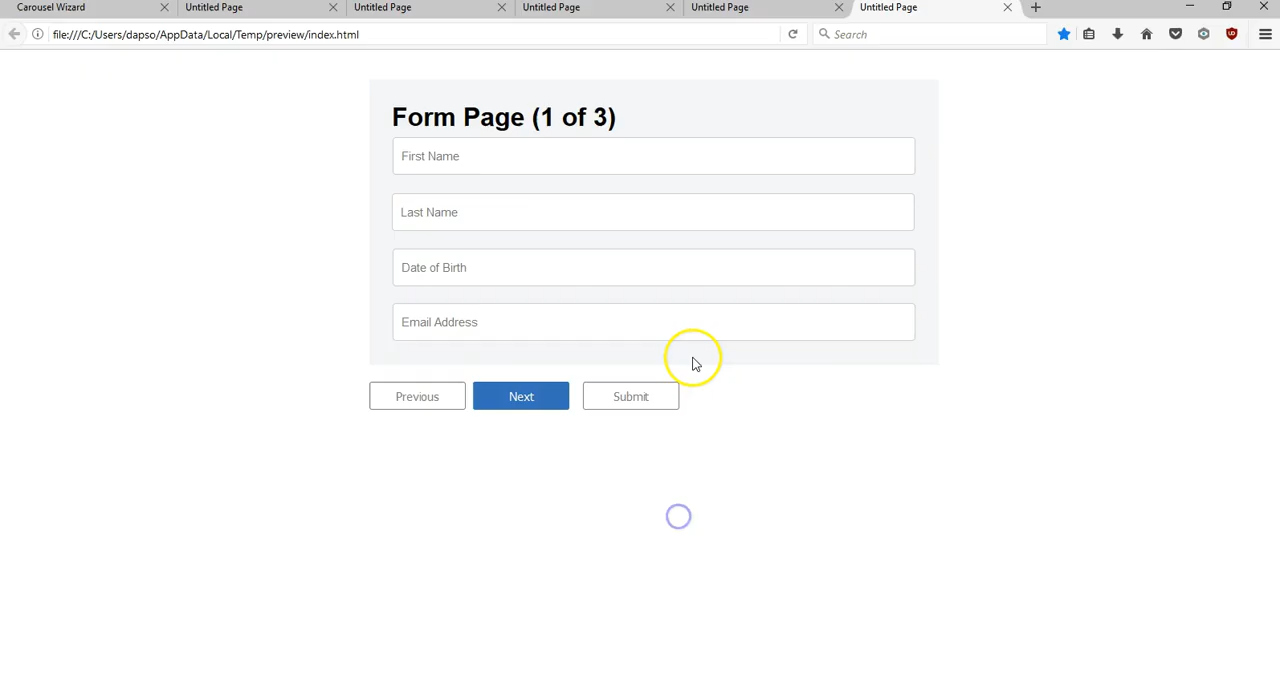 Carousel Wizard
Untitled Page
Untitled Page
Untitled Page
Untitled Page
Untitled Page
file:///C:/Users/dapso/AppData/Local/Temp/preview/index.html
Search
Form Page (1 of 3)
First Name
Last Name
Date of Birth
Email Address
Previous
Next
Submit